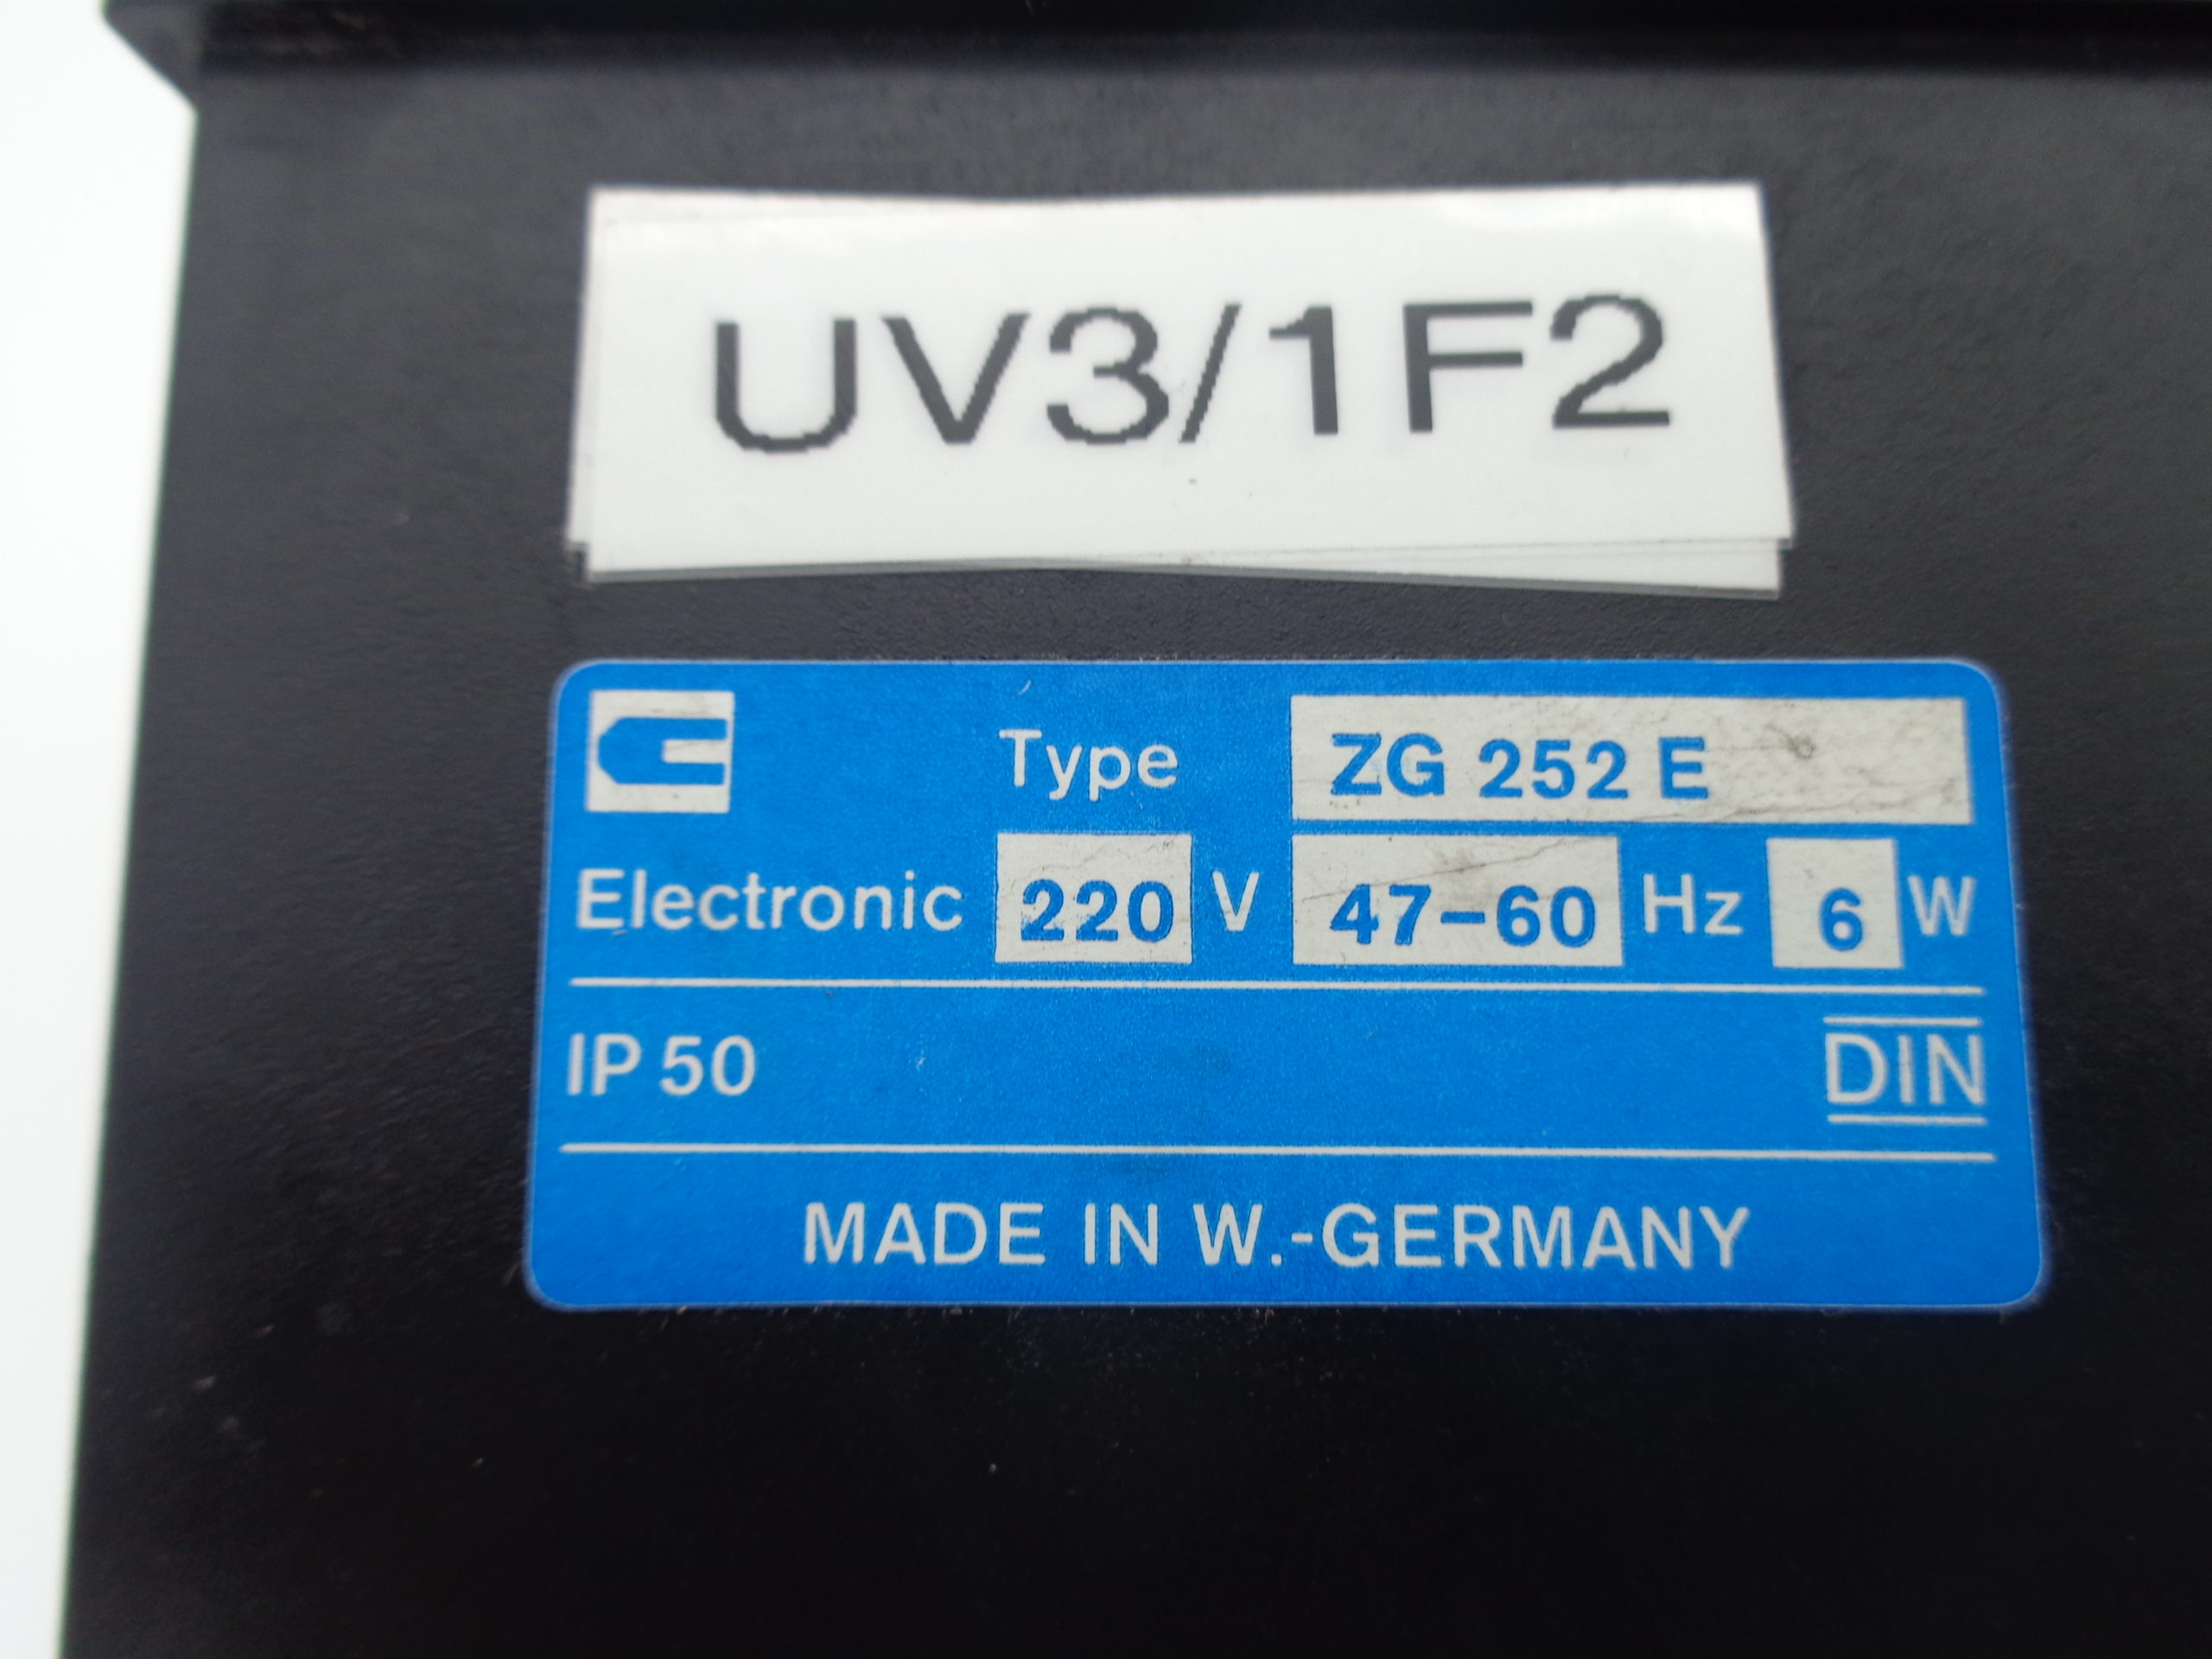 UV3/1F2
Type ZG 252 E
Electronic 220 V 47-60 Hz 6 W
IP 50 DIN
MADE IN W.-GERMANY